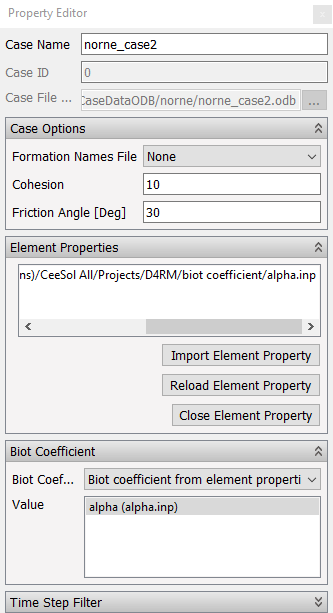 Property Editor
Case Name norne_case2
Case ID 0
Case File ... CaseDataODB/norne/norne_case2.odb ...
Case Options
Formation Names File None
Cohesion 10
Friction Angle [Deg] 30
Element Properties
ns)/CeeSol All/Projects/D4RM/biot coefficient/alpha.inp
Import Element Property
Reload Element Property
Close Element Property
Biot Coefficient
Biot Coef... Biot coefficient from element properti
Value alpha (alpha.inp)
Time Step Filter